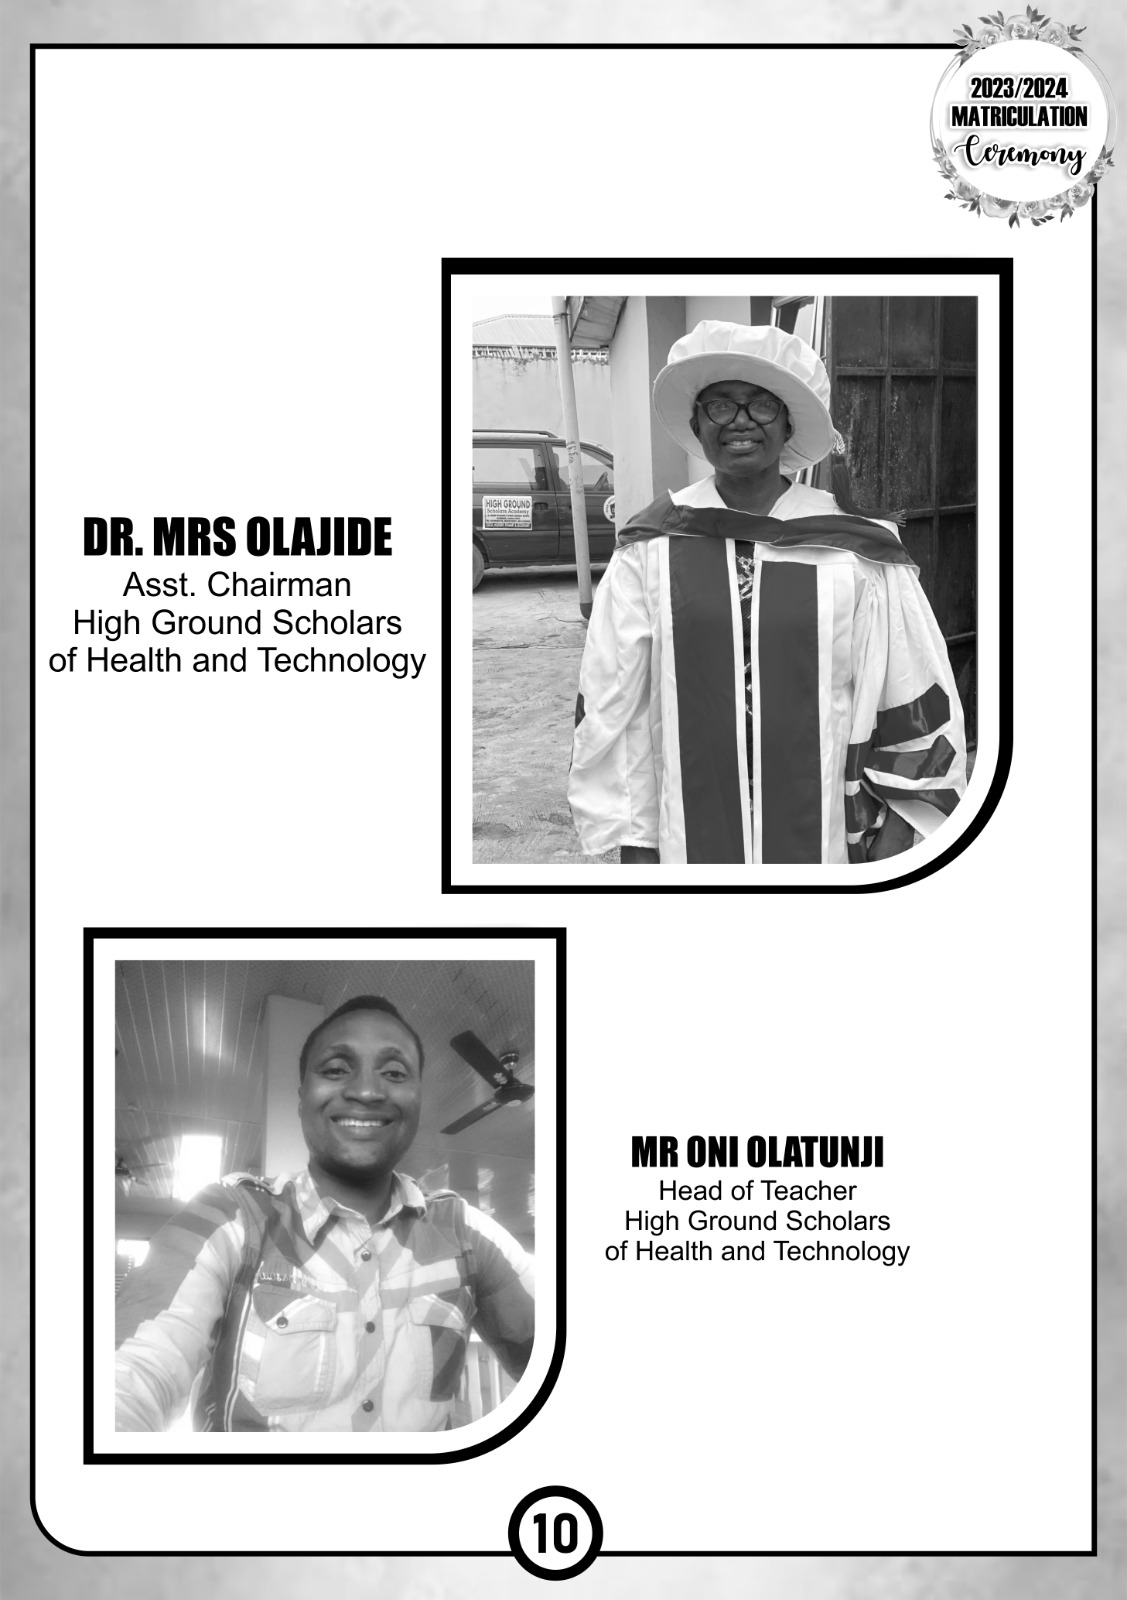 2023/2024
MATRICULATION
Ceremony
HIGH GROUND
Scholars Academy
DR. MRS OLAJIDE
Asst. Chairman
High Ground Scholars
of Health and Technology
MR ONI OLATUNJI
Head of Teacher
High Ground Scholars
of Health and Technology
10